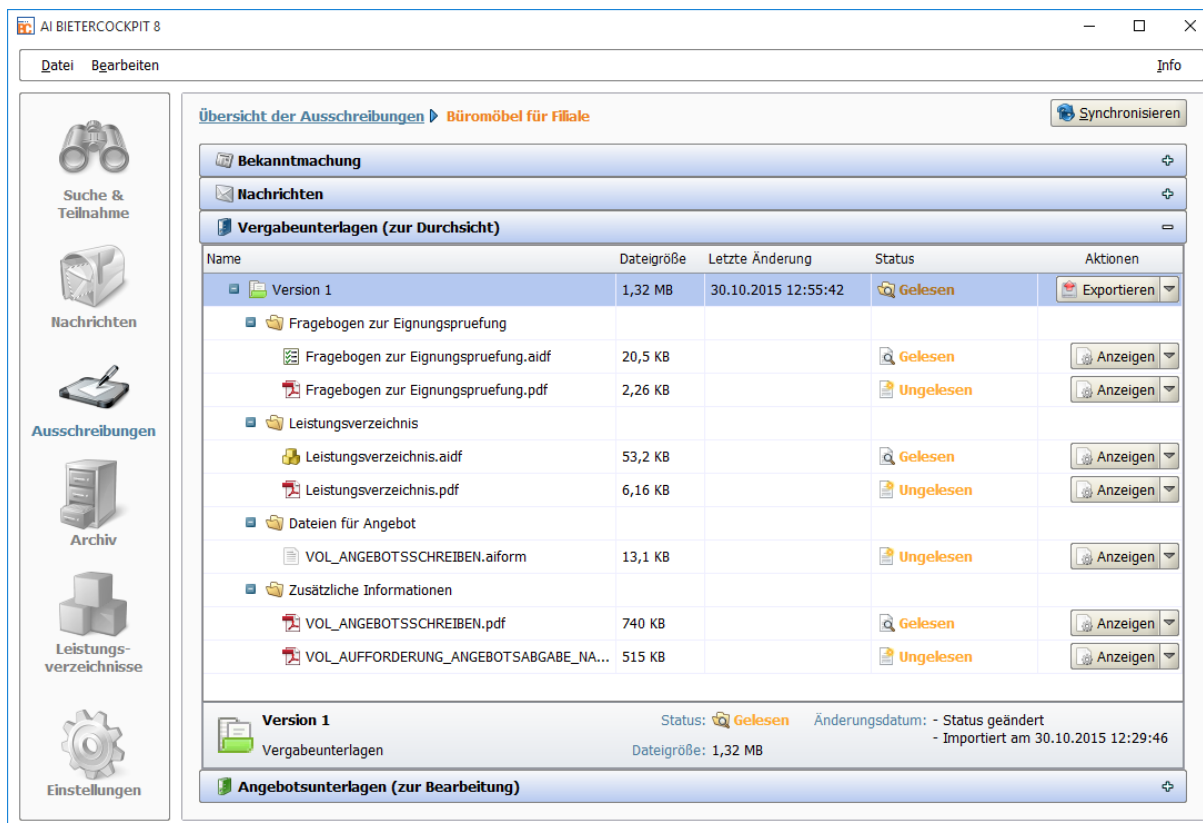 AI BIETERCOCKPIT 8
Datei Bearbeiten Info
Suche &
Teilnahme
Nachrichten
Ausschreibungen
Archiv
Leistungs-
verzeichnisse
Einstellungen
Übersicht der Ausschreibungen Büromöbel für Filiale Synchronisieren
Bekanntmachung
Nachrichten
Vergabeunterlagen (zur Durchsicht)
Name Dateigröße Letzte Änderung Status Aktionen
Version 1 1,32 MB 30.10.2015 12:55:42 Gelesen Exportieren
Fragebogen zur Eignungspruefung
Fragebogen zur Eignungspruefung.aidf 20,5 KB Gelesen Anzeigen
Fragebogen zur Eignungspruefung.pdf 2,26 KB Ungelesen Anzeigen
Leistungsverzeichnis
Leistungsverzeichnis.aidf 53,2 KB Gelesen Anzeigen
Leistungsverzeichnis.pdf 6,16 KB Ungelesen Anzeigen
Dateien für Angebot
VOL_ANGEBOTSSCHREIBEN.aiform 13,1 KB Ungelesen Anzeigen
Zusätzliche Informationen
VOL_ANGEBOTSSCHREIBEN.pdf 740 KB Gelesen Anzeigen
VOL_AUFFORDERUNG_ANGEBOTSABGABE_NA... 515 KB Ungelesen Anzeigen
Version 1 Status: Gelesen Änderungsdatum: - Status geändert
- Importiert am 30.10.2015 12:29:46
Vergabeunterlagen Dateigröße: 1,32 MB
Angebotsunterlagen (zur Bearbeitung)